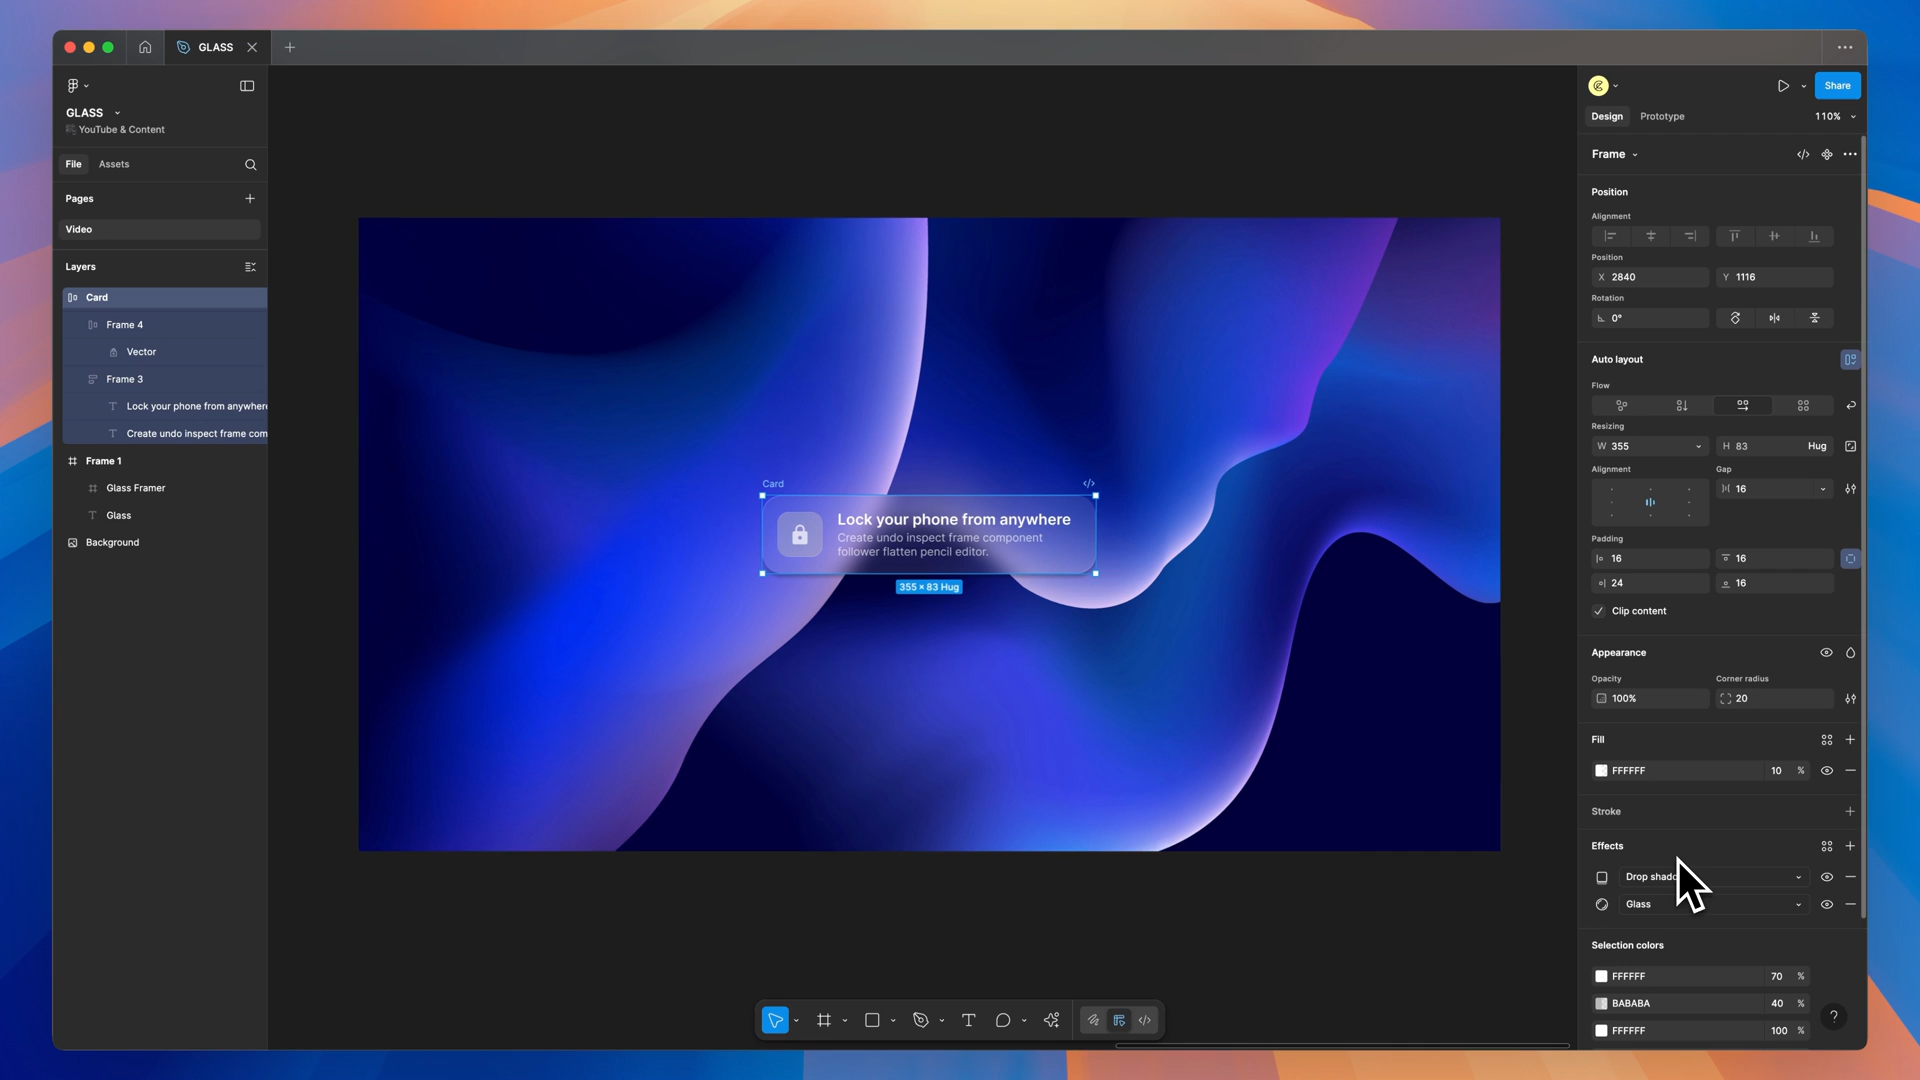 GLASS
GLASS
YouTube & Content
File
Assets
Pages
Video
Layers
Card
Frame 4
Vector
Frame 3
Lock your phone from anywhere
Create undo inspect frame com
Frame 1
Glass Framer
Glass
Background
Card
Lock your phone from anywhere
Create undo inspect frame component
follower flatten pencil editor.
355 × 83 Hug
Share
Design
Prototype
110%
Frame
Position
Alignment
Position
X 2840
Y 1116
Rotation
0°
Auto layout
Flow
Resizing
W 355
H 83 Hug
Alignment
Gap
16
Padding
16
16
24
16
Clip content
Appearance
Opacity
Corner radius
100%
20
Fill
FFFFFF 10 %
Stroke
Effects
Drop shado
Glass
Selection colors
FFFFFF 70 %
BABABA 40 %
FFFFFF 100 %
?